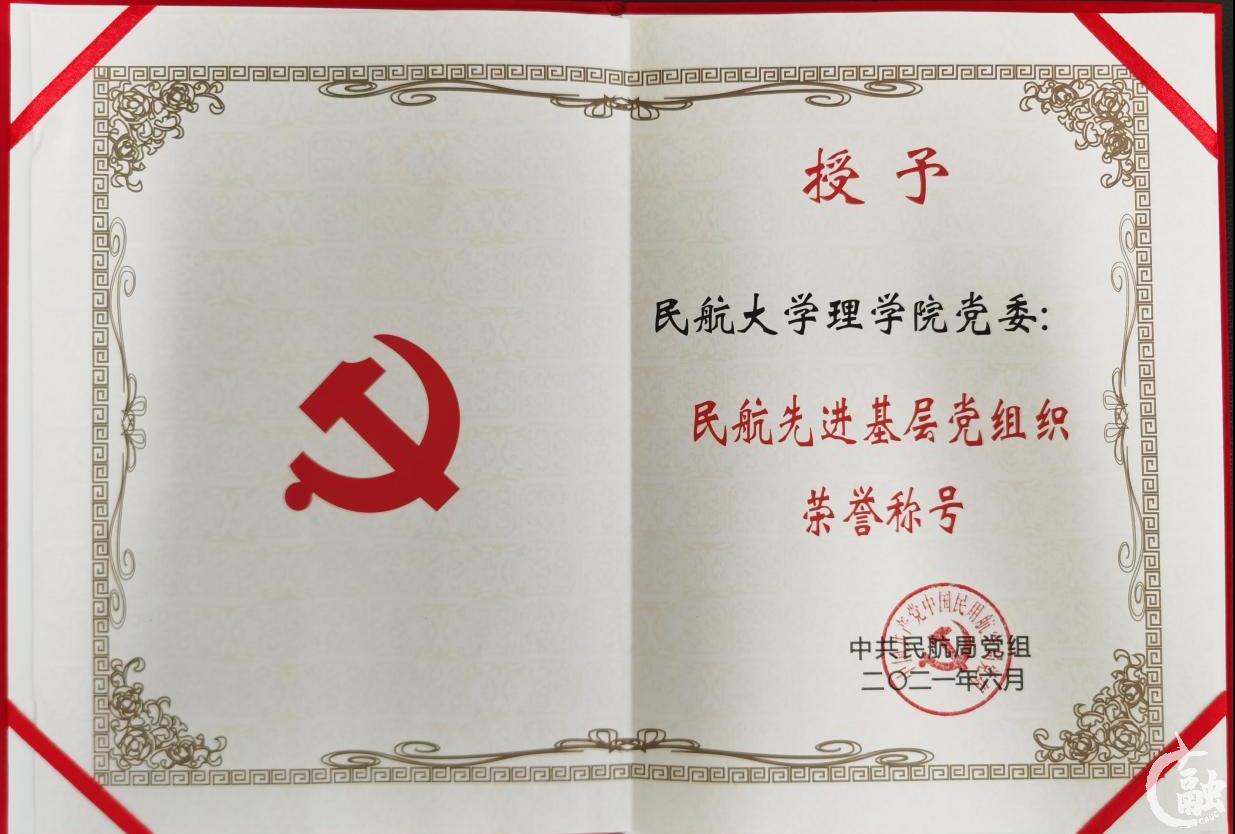 授予
民航大学理学院党委:
民航先进基层党组织
荣誉称号
中共民航局党组
二〇二一年六月
融
CAUC